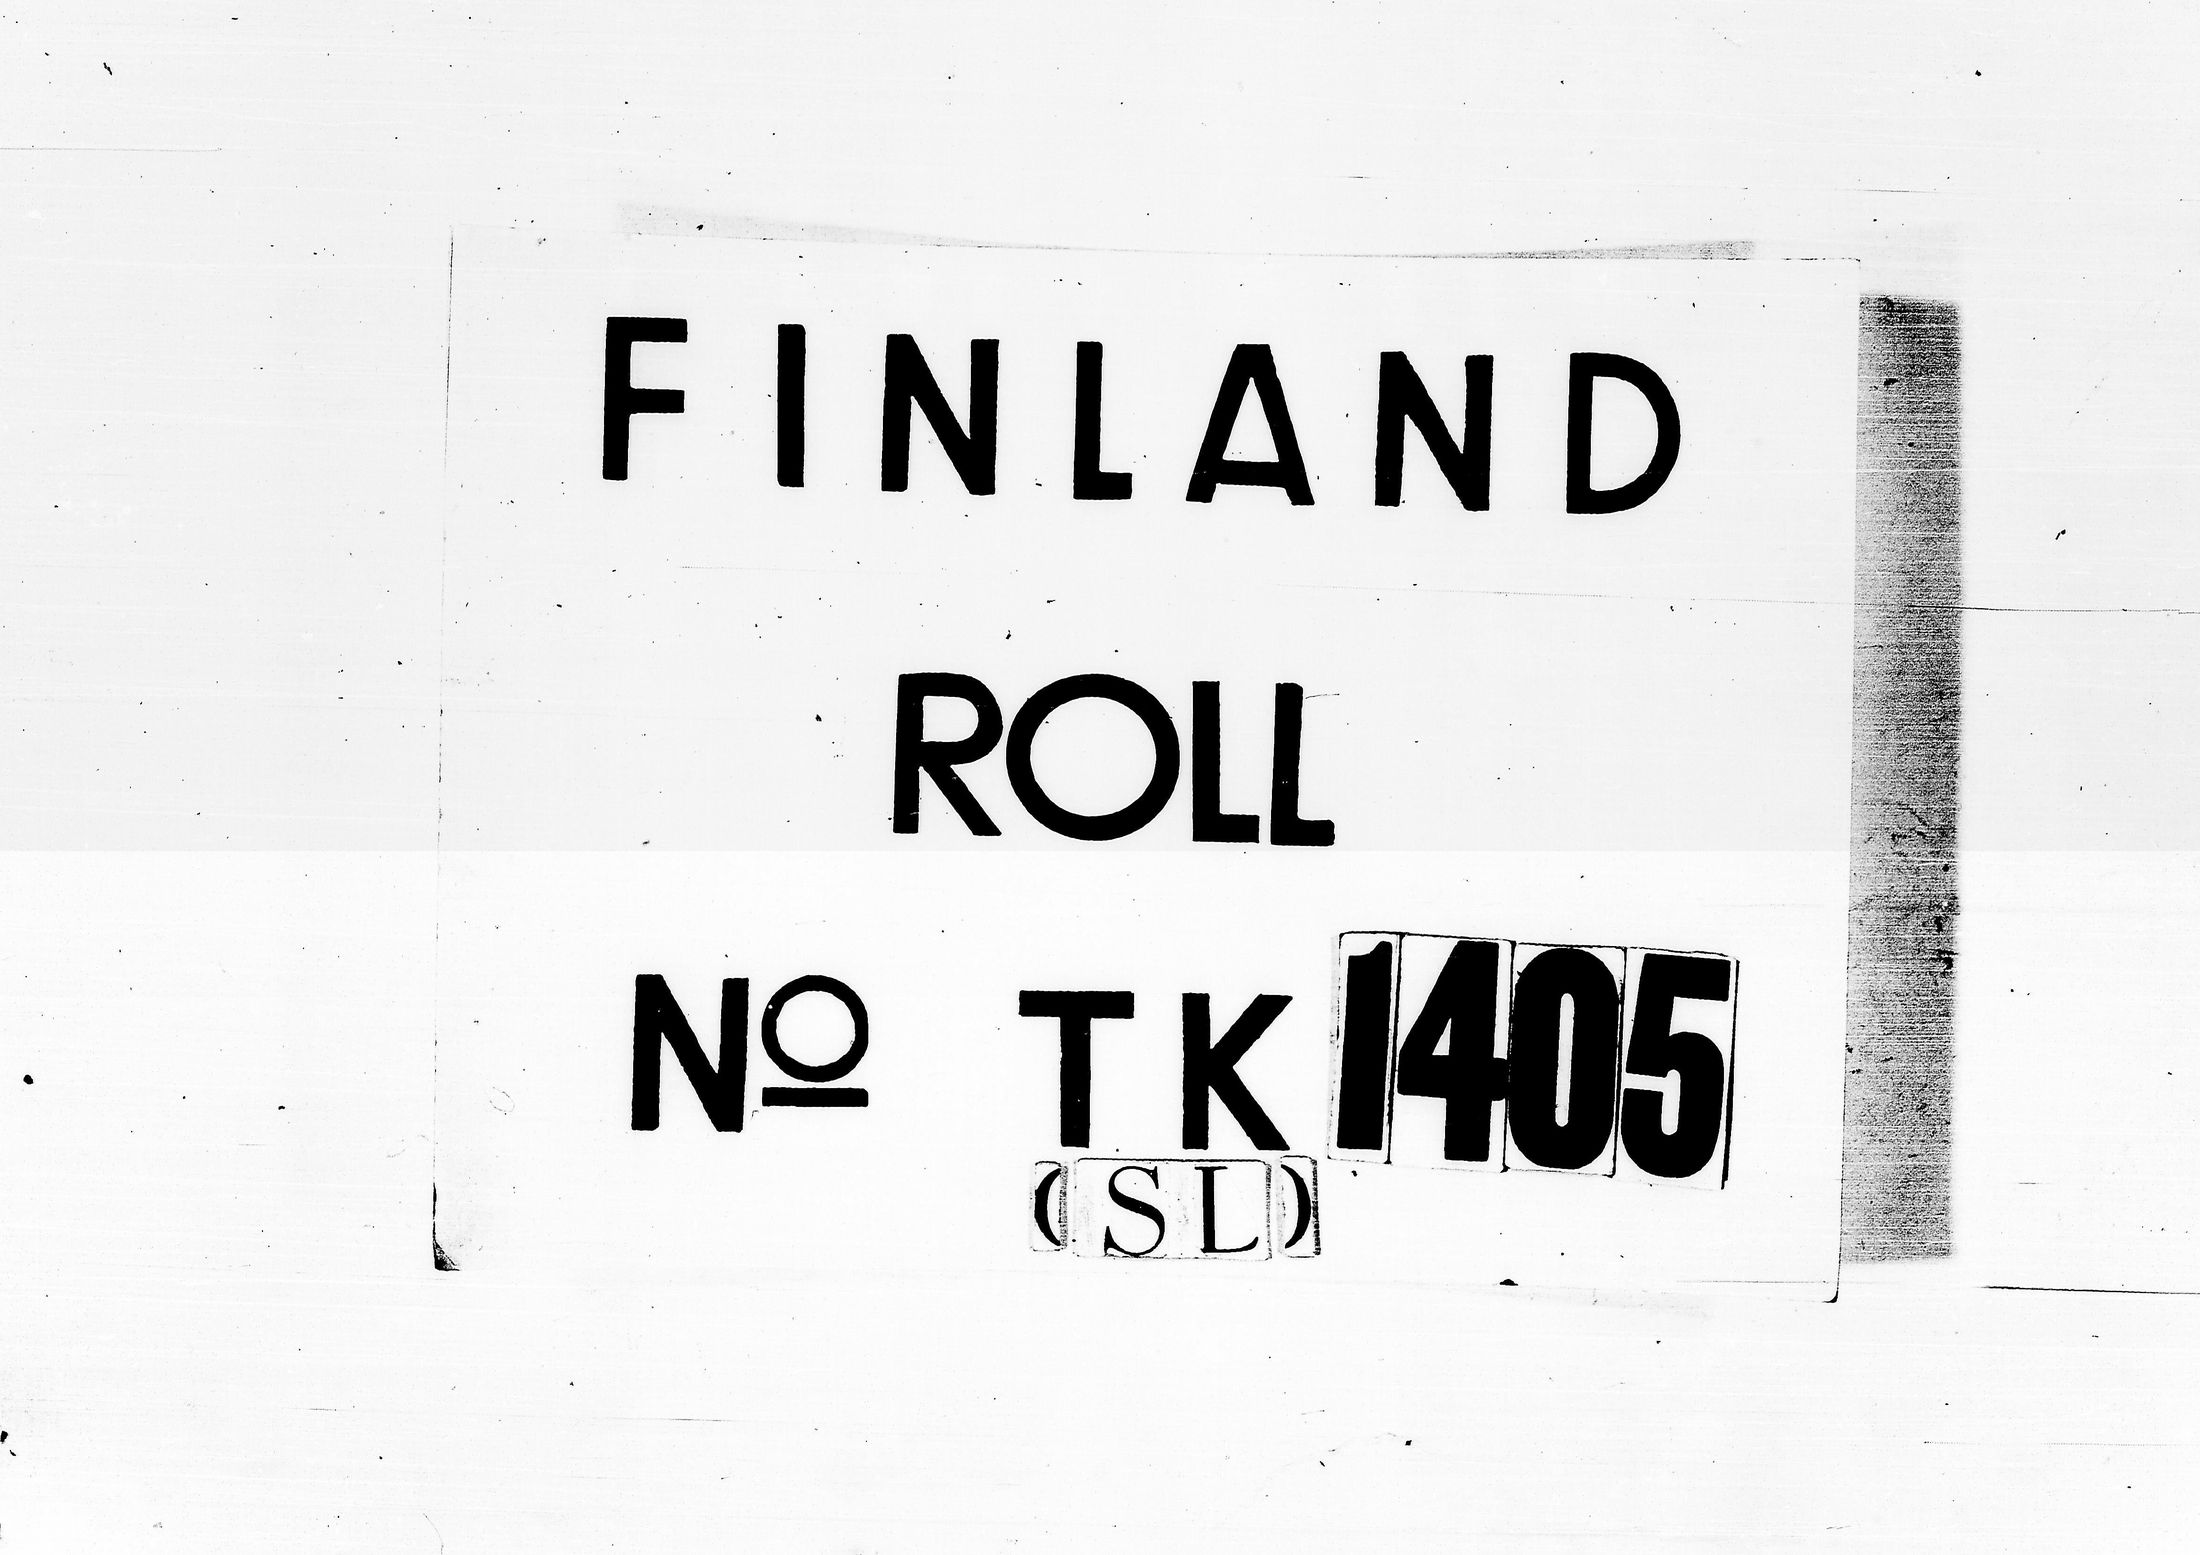 FINLAND
ROLL
Nº TK 1405
(SL)